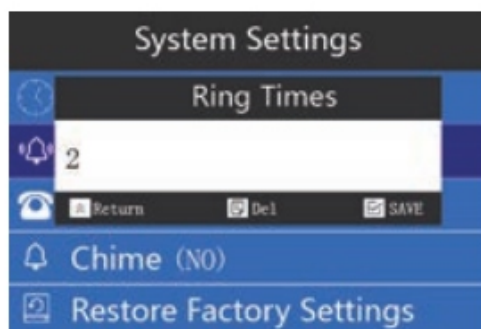 System Settings
Ring Times
2
Return Del SAVE
Chime (NO)
Restore Factory Settings